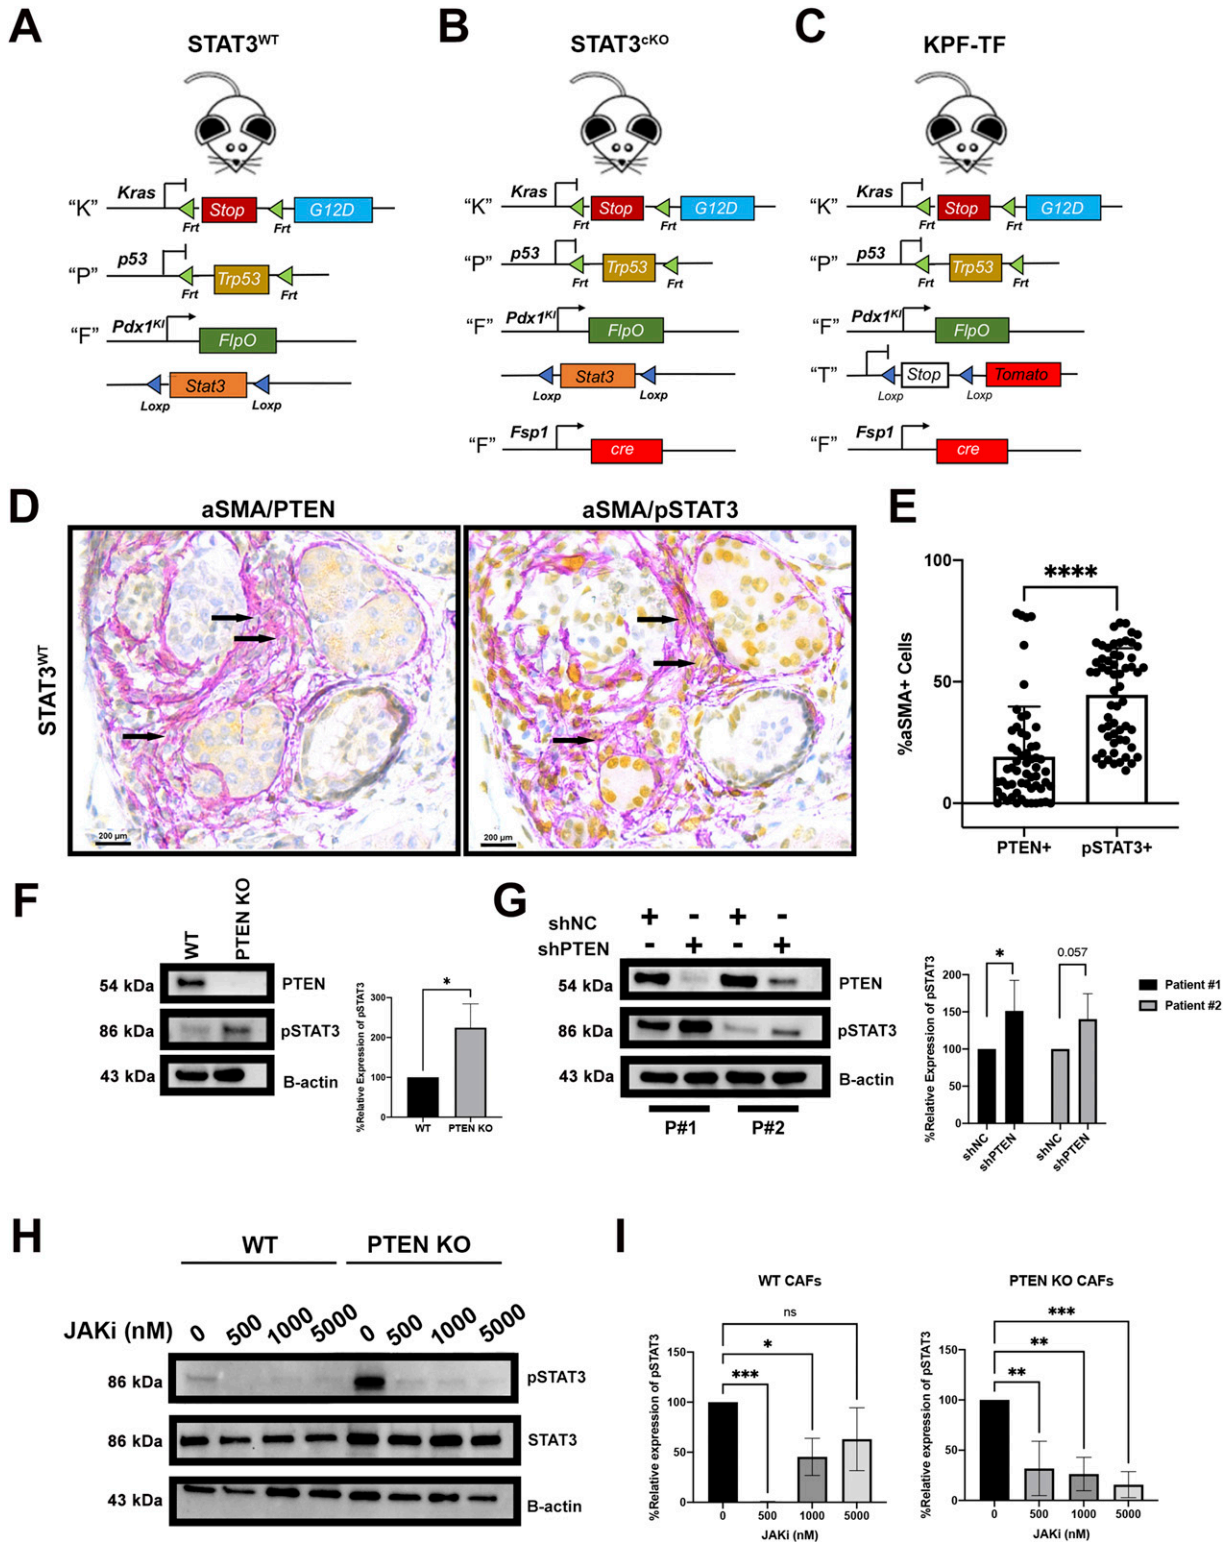 A
STAT3WT
"K"
Kras
Stop
G12D
Frt
Frt
"P"
p53
Trp53
Frt
Frt
"F"
Pdx1KI
FlpO
Stat3
Loxp
Loxp
B
STAT3cKO
"K"
Kras
Stop
G12D
Frt
Frt
"P"
p53
Trp53
Frt
Frt
"F"
Pdx1KI
FlpO
Stat3
Loxp
Loxp
"F"
Fsp1
cre
C
KPF-TF
"K"
Kras
Stop
G12D
Frt
Frt
"P"
p53
Trp53
Frt
Frt
"F"
Pdx1KI
FlpO
"T"
Stop
Tomato
Loxp
Loxp
"F"
Fsp1
cre
D
aSMA/PTEN
aSMA/pSTAT3
STAT3WT
200 µm
200 µm
E
%aSMA+ Cells
100
50
0
****
PTEN+
pSTAT3+
F
WT
PTEN KO
54 kDa
PTEN
86 kDa
pSTAT3
43 kDa
B-actin
%Relative Expression of pSTAT3
300
200
100
0
*
WT
PTEN KO
G
shNC + - + -
shPTEN - + - +
54 kDa
PTEN
86 kDa
pSTAT3
43 kDa
B-actin
P#1
P#2
%Relative Expression of pSTAT3
200
150
100
50
0
*
0.057
shNC
shPTEN
shNC
shPTEN
Patient #1
Patient #2
H
WT
PTEN KO
JAKi (nM) 0 500 1000 5000 0 500 1000 5000
86 kDa
pSTAT3
86 kDa
STAT3
43 kDa
B-actin
I
WT CAFs
%Relative expression of pSTAT3
150
100
50
0
ns
*
***
0 500 1000 5000
JAKi (nM)
PTEN KO CAFs
%Relative expression of pSTAT3
150
100
50
0
***
**
**
0 500 1000 5000
JAKi (nM)